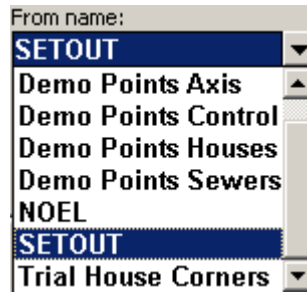 From name:
SETOUT
Demo Points Axis
Demo Points Control
Demo Points Houses
Demo Points Sewers
NOEL
SETOUT
Trial House Corners